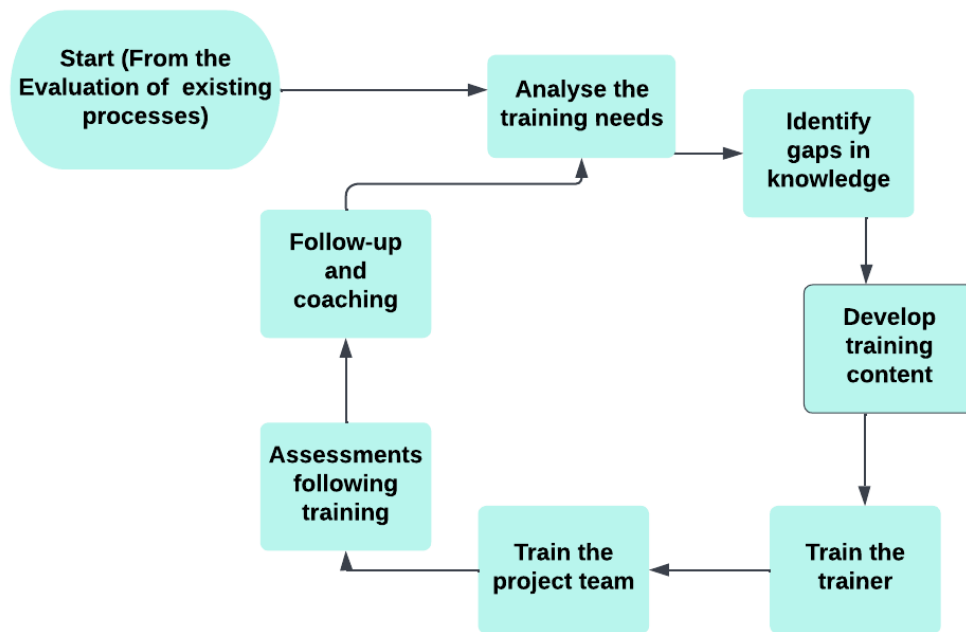 Start (From the
Evaluation of existing
processes)
Analyse the
training needs
Identify
gaps in
knowledge
Develop
training
content
Train the
trainer
Train the
project team
Assessments
following
training
Follow-up
and
coaching